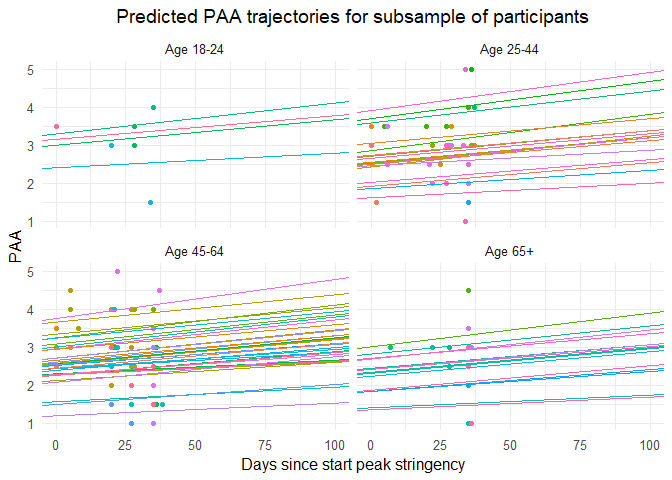 Predicted PAA trajectories for subsample of participants
Age 18-24
Age 25-44
5
4
3
2
1
Age 45-64
Age 65+
5
4
3
2
1
PAA
0 25 50 75 100 0 25 50 75 100
Days since start peak stringency